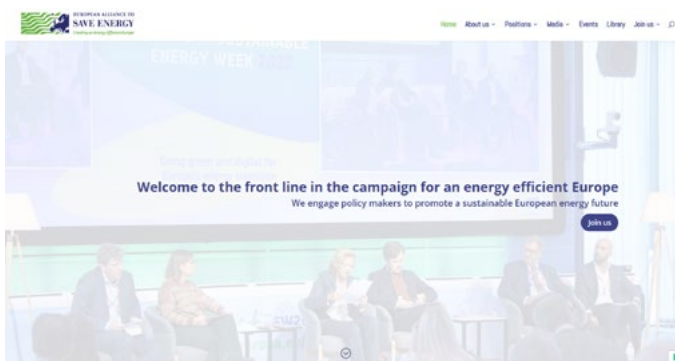 EUROPEAN ALLIANCE TO
SAVE ENERGY
Home About us Positions Media Events Library Join us
ENERGY WEEK
Welcome to the front line in the campaign for an energy efficient Europe
We engage policy makers to promote a sustainable European energy future
Join us